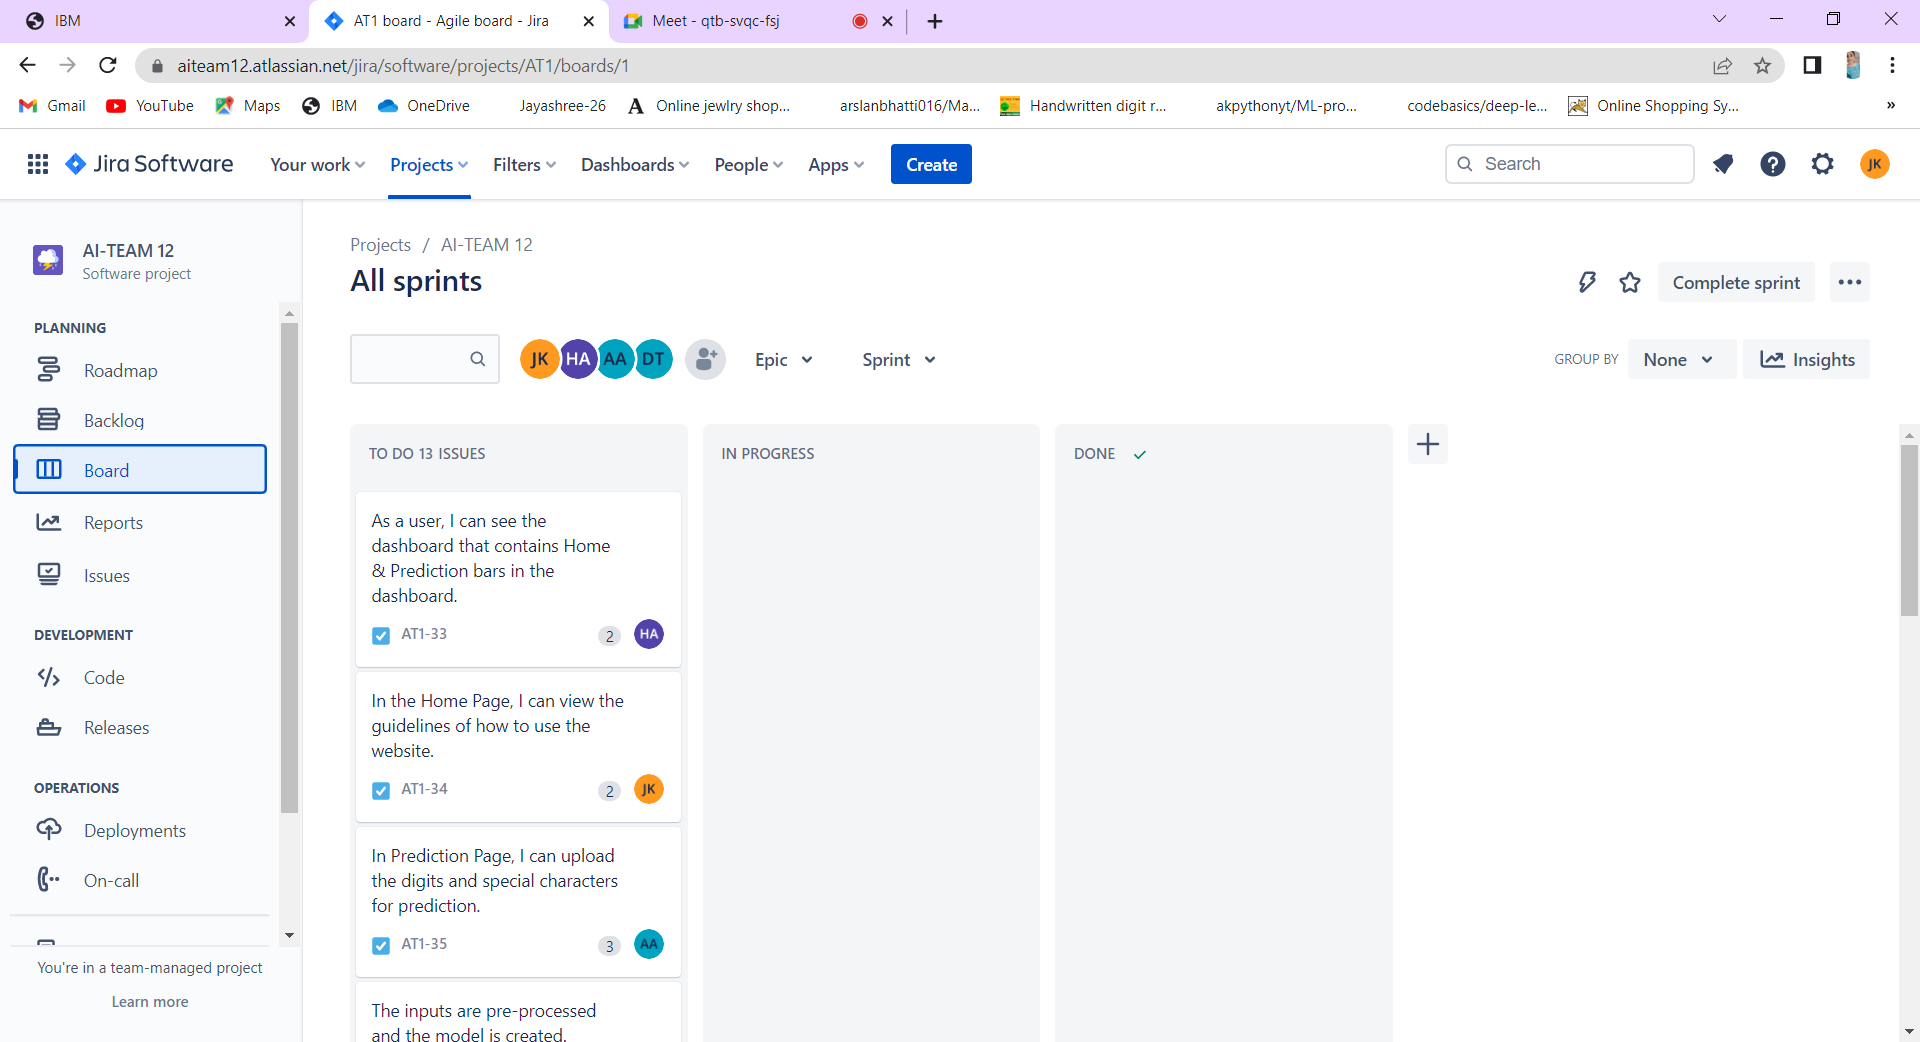 IBM
AT1 board - Agile board - Jira
Meet - qtb-svqc-fsj
aiteam12.atlassian.net/jira/software/projects/AT1/boards/1
Gmail
YouTube
Maps
IBM
OneDrive
Jayashree-26
Online jewlry shop...
arslanbhatti016/Ma...
Handwritten digit r...
akpythonyt/ML-pro...
codebasics/deep-le...
Online Shopping Sy...
»
Jira Software
Your work
Projects
Filters
Dashboards
People
Apps
Create
Search
JK
AI-TEAM 12
Software project
PLANNING
Roadmap
Backlog
Board
Reports
Issues
DEVELOPMENT
Code
Releases
OPERATIONS
Deployments
On-call
You're in a team-managed project
Learn more
Projects / AI-TEAM 12
All sprints
Complete sprint
JK HA AA DT
Epic
Sprint
GROUP BY
None
Insights
TO DO 13 ISSUES
As a user, I can see the
dashboard that contains Home
& Prediction bars in the
dashboard.
AT1-33 2 HA
In the Home Page, I can view the
guidelines of how to use the
website.
AT1-34 2 JK
In Prediction Page, I can upload
the digits and special characters
for prediction.
AT1-35 3 AA
The inputs are pre-processed
and the model is created.
IN PROGRESS
DONE